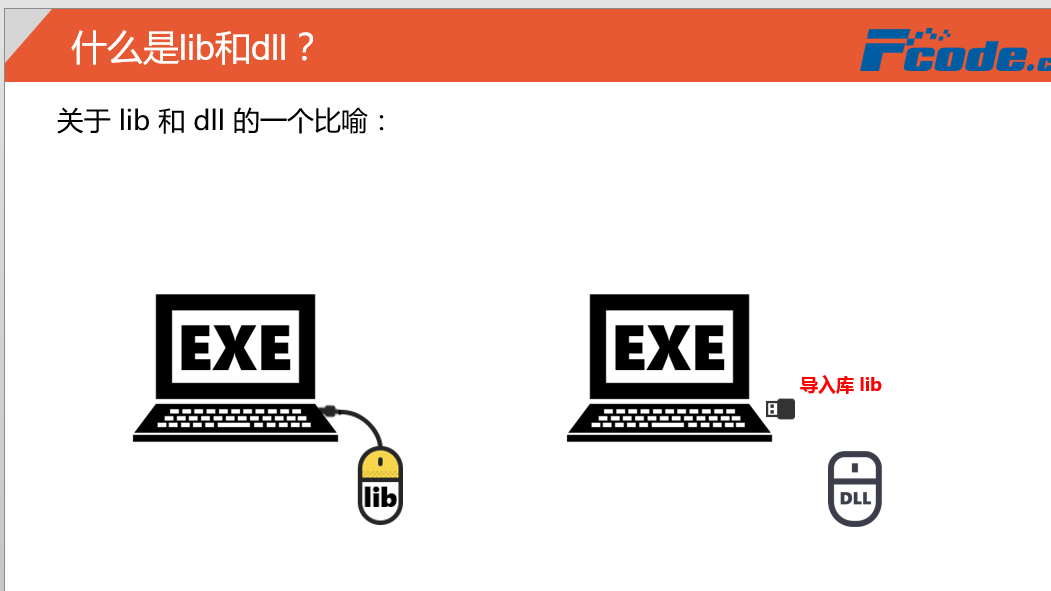 什么是lib和dll？
Fcode.c
关于 lib 和 dll 的一个比喻：
EXE
EXE
导入库 lib
lib
DLL